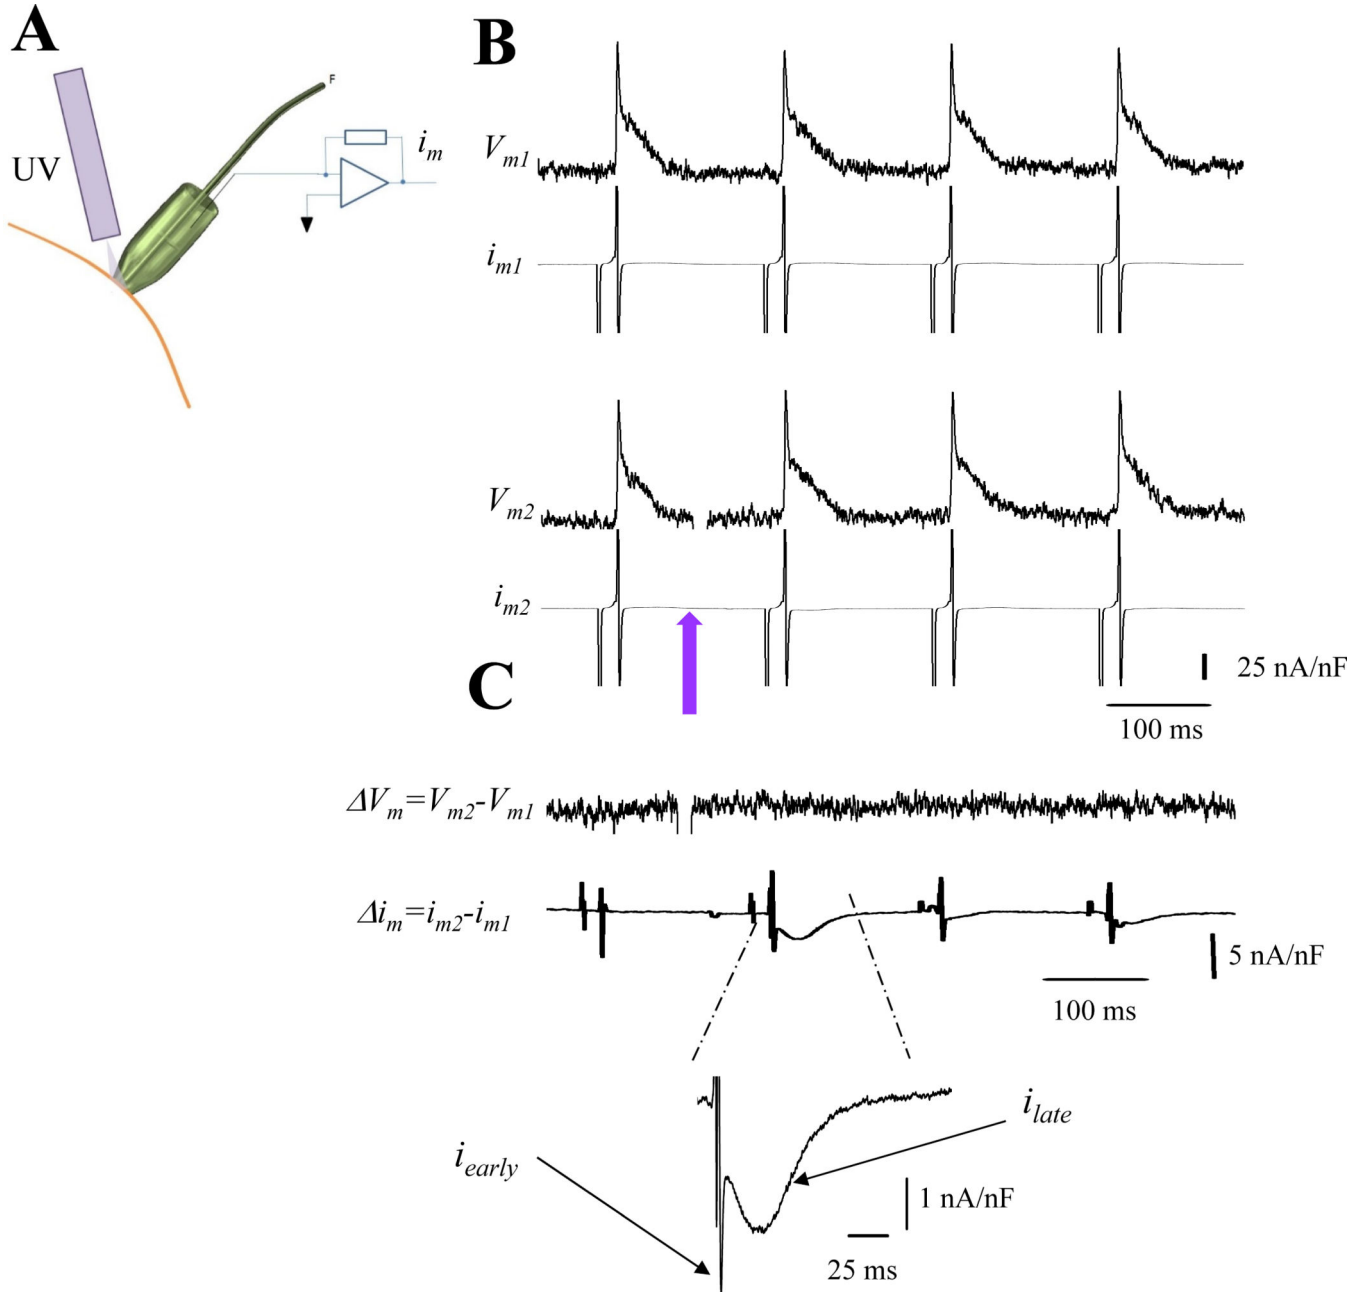 A
F
UV
i_m
B
V_m1
i_m1
V_m2
i_m2
25 nA/nF
100 ms
C
ΔV_m=V_m2-V_m1
Δi_m=i_m2-i_m1
5 nA/nF
100 ms
i_early
i_late
1 nA/nF
25 ms